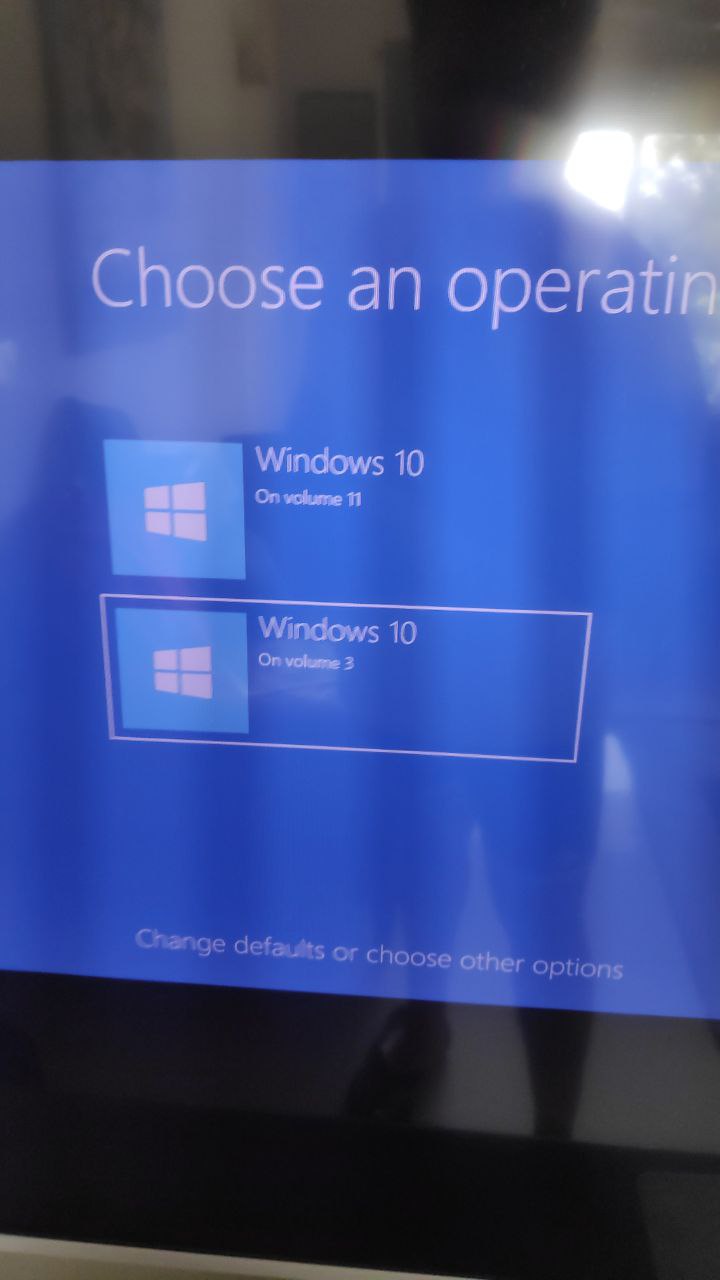 Choose an operatin
Windows 10
On volume 11
Windows 10
On volume 3
Change defaults or choose other options